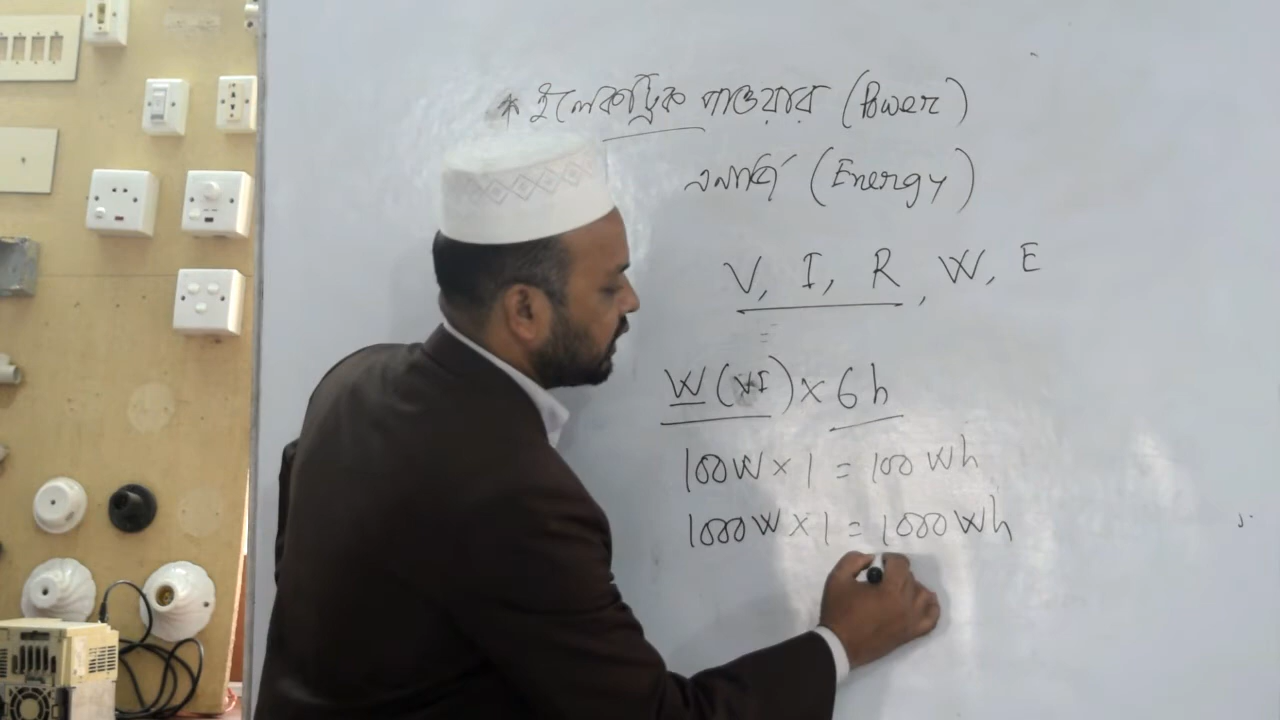 * ইলেকট্রিক পাওয়ার (Power)
এনার্জি (Energy)
V, I, R, W, E
W (VI) × 6h
100W × 1 = 100 Wh
1000W × 1 = 1000 Wh